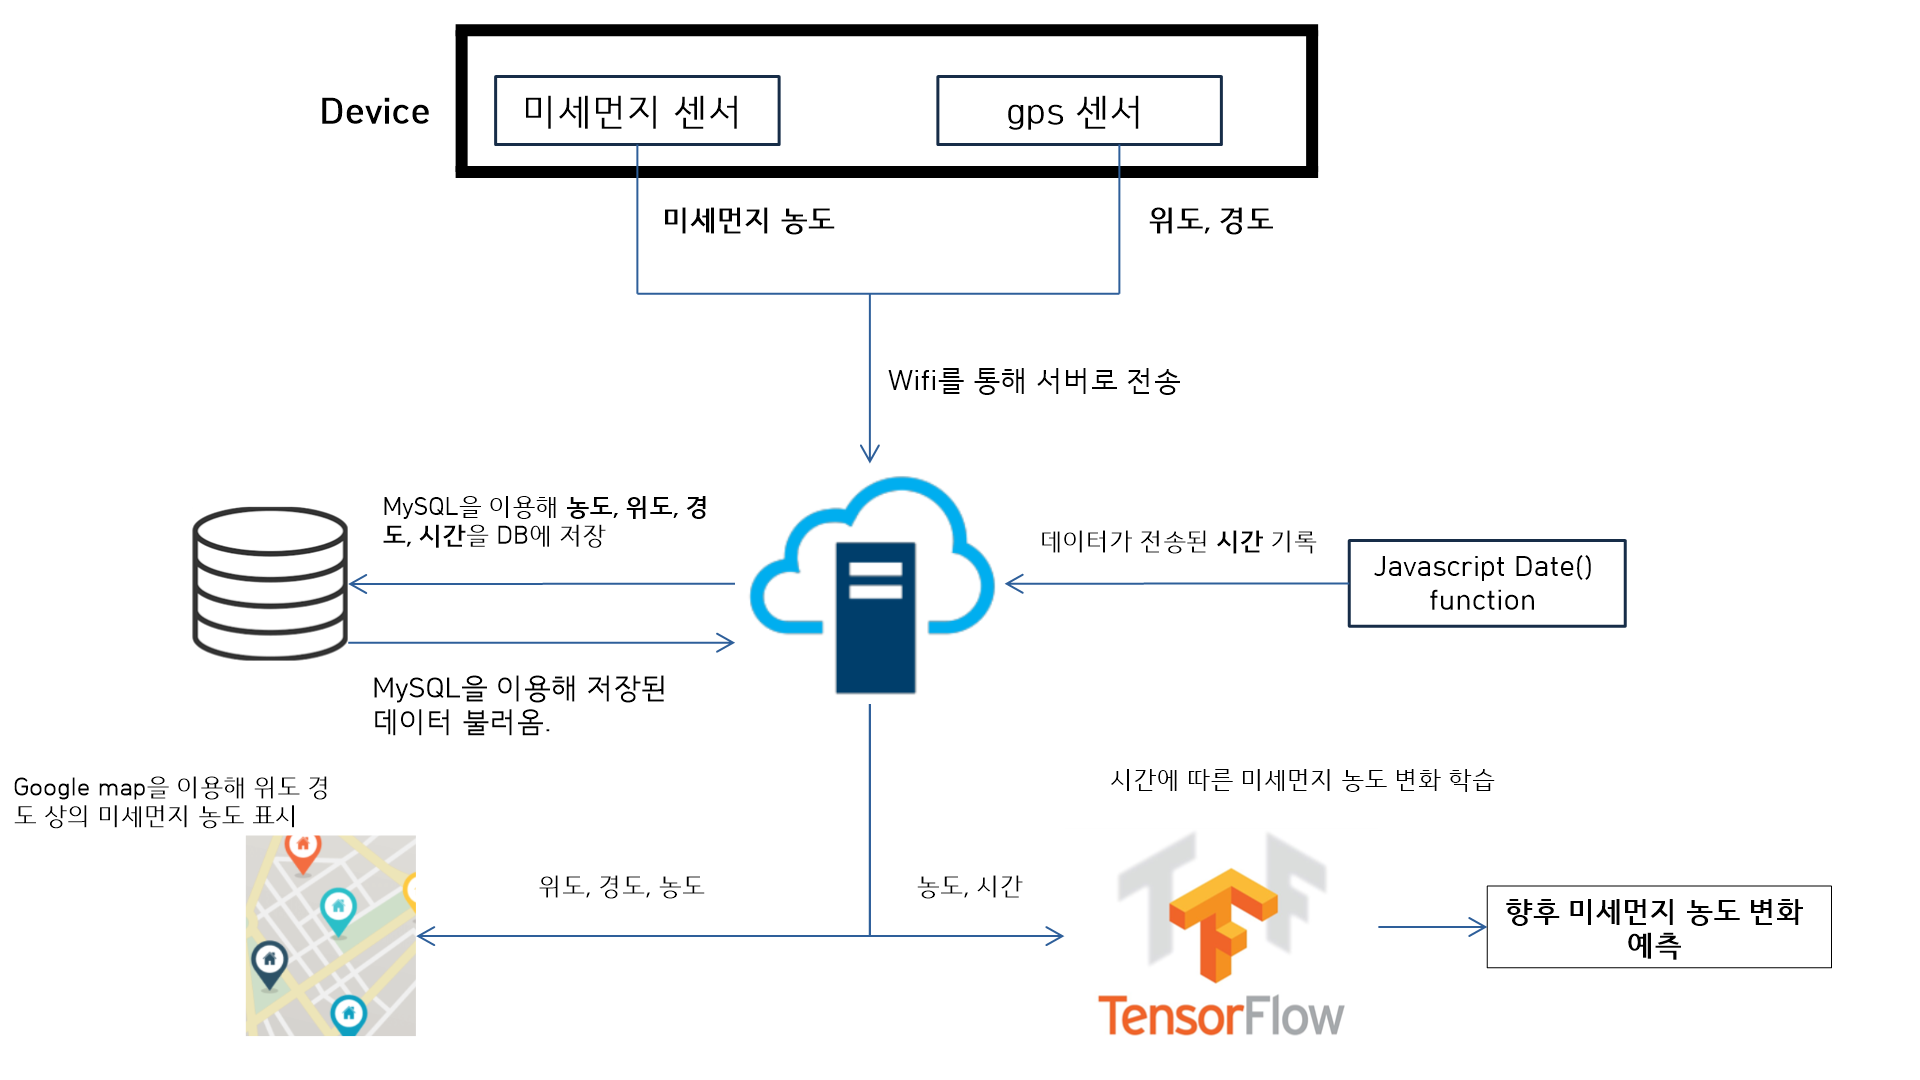 Device
미세먼지 센서
gps 센서
미세먼지 농도
위도, 경도
Wifi를 통해 서버로 전송
MySQL을 이용해 농도, 위도, 경
도, 시간을 DB에 저장
데이터가 전송된 시간 기록
Javascript Date()
function
MySQL을 이용해 저장된
데이터 불러옴.
Google map을 이용해 위도 경
도 상의 미세먼지 농도 표시
시간에 따른 미세먼지 농도 변화 학습
위도, 경도, 농도
농도, 시간
향후 미세먼지 농도 변화
예측
TensorFlow